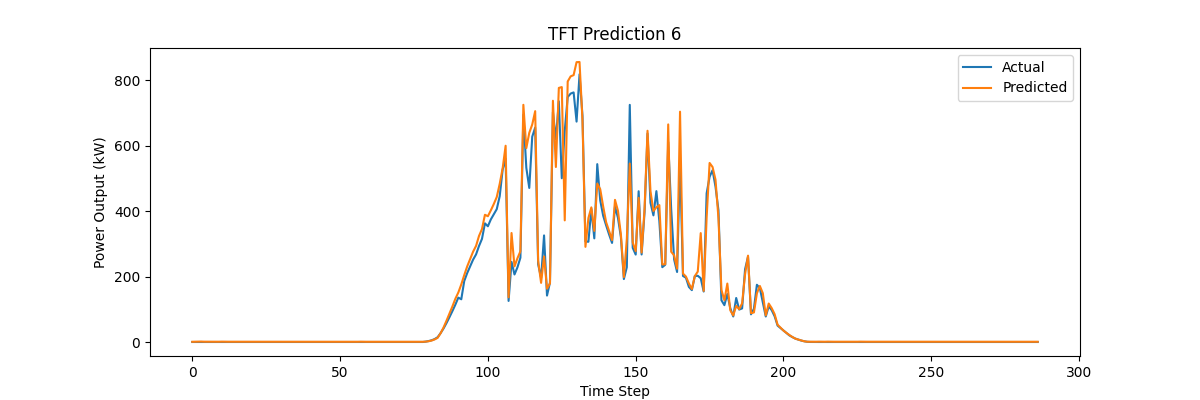 TFT Prediction 6
Actual
Predicted
800
600
400
200
0
Power Output (kW)
0 50 100 150 200 250 300
Time Step